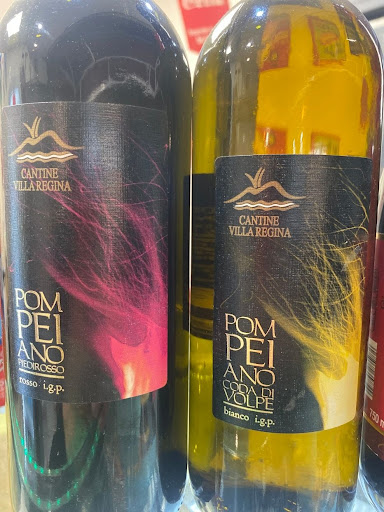 CANTINE
VILLA REGINA
POM
PEI
ANO
PIEDIROSSO
rosso i.g.p.
CANTINE
VILLA REGINA
POM
PEI
ANO
CODA DI
VOLPE
bianco i.g.p.
750 m